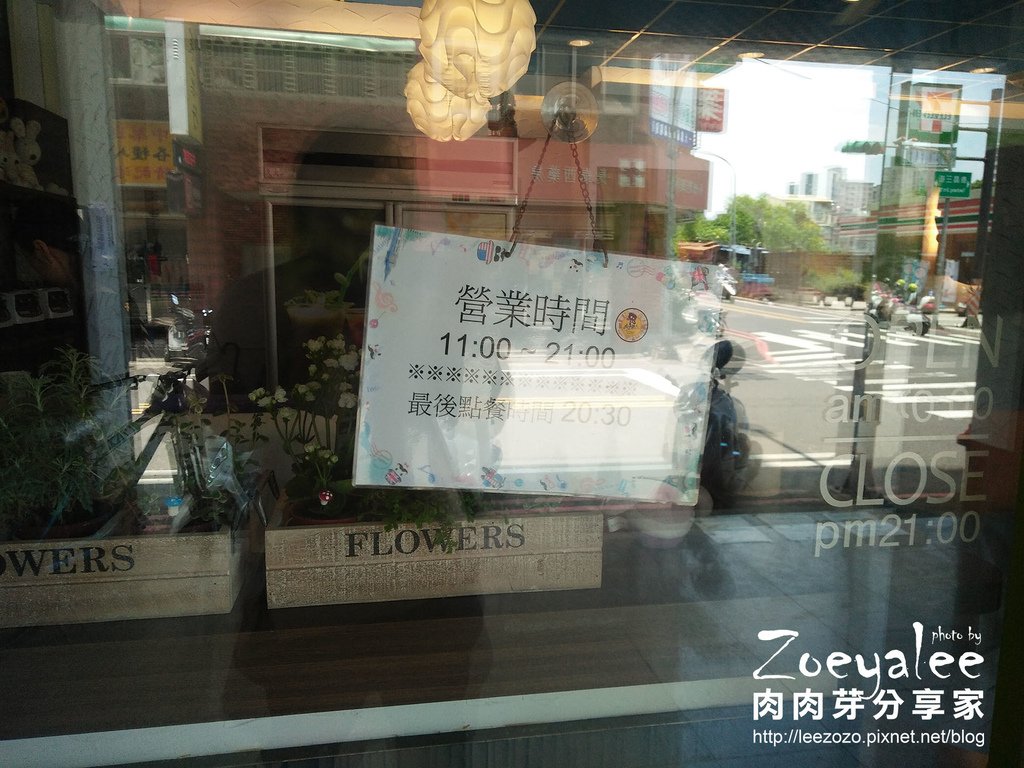 營業時間
11:00 ~ 21:00
※※※※※※※※※※※※
最後點餐時間 20:30
OPEN
CLOSE
pm21:00
FLOWERS
OWERS
photo by
Zoeyalee
肉肉芽分享家
http://leezozo.pixnet.net/blog